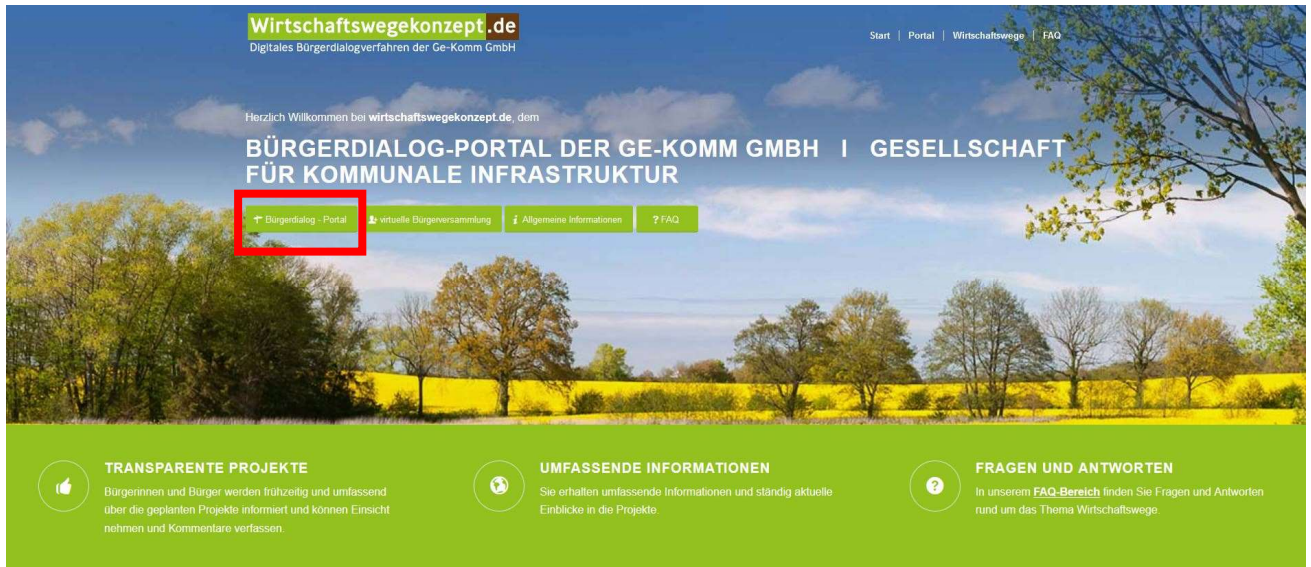 Wirtschaftswegekonzept.de
Digitales Bürgerdialogverfahren der Ge-Komm GmbH
Start | Portal | Wirtschaftswege | FAQ
Herzlich Willkommen bei wirtschaftswegekonzept.de, dem
BÜRGERDIALOG-PORTAL DER GE-KOMM GMBH I GESELLSCHAFT
FÜR KOMMUNALE INFRASTRUKTUR
Bürgerdialog - Portal
virtuelle Bürgerversammlung
Allgemeine Informationen
? FAQ
TRANSPARENTE PROJEKTE
Bürgerinnen und Bürger werden frühzeitig und umfassend
über die geplanten Projekte informiert und können Einsicht
nehmen und Kommentare verfassen.
UMFASSENDE INFORMATIONEN
Sie erhalten umfassende Informationen und ständig aktuelle
Einblicke in die Projekte.
FRAGEN UND ANTWORTEN
In unserem FAQ-Bereich finden Sie Fragen und Antworten
rund um das Thema Wirtschaftswege.